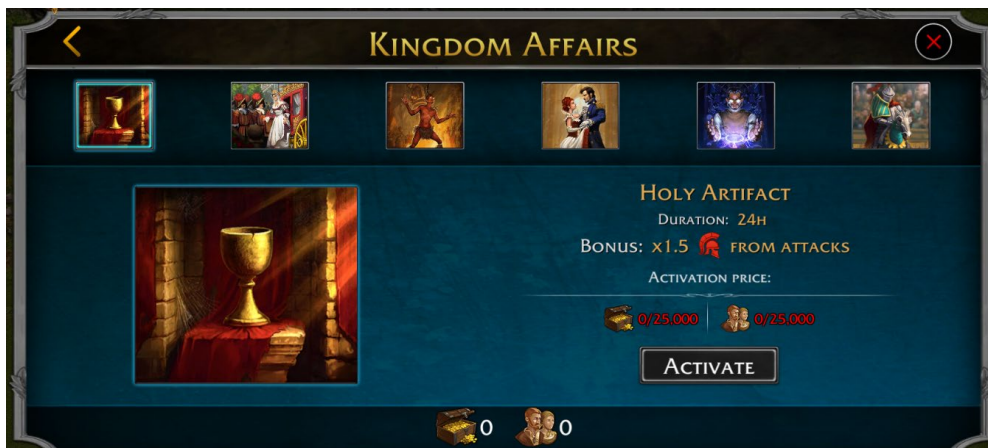 KINGDOM AFFAIRS
HOLY ARTIFACT
DURATION: 24H
BONUS: X1.5 FROM ATTACKS
ACTIVATION PRICE:
0/25.000 0/25.000
ACTIVATE
0 0